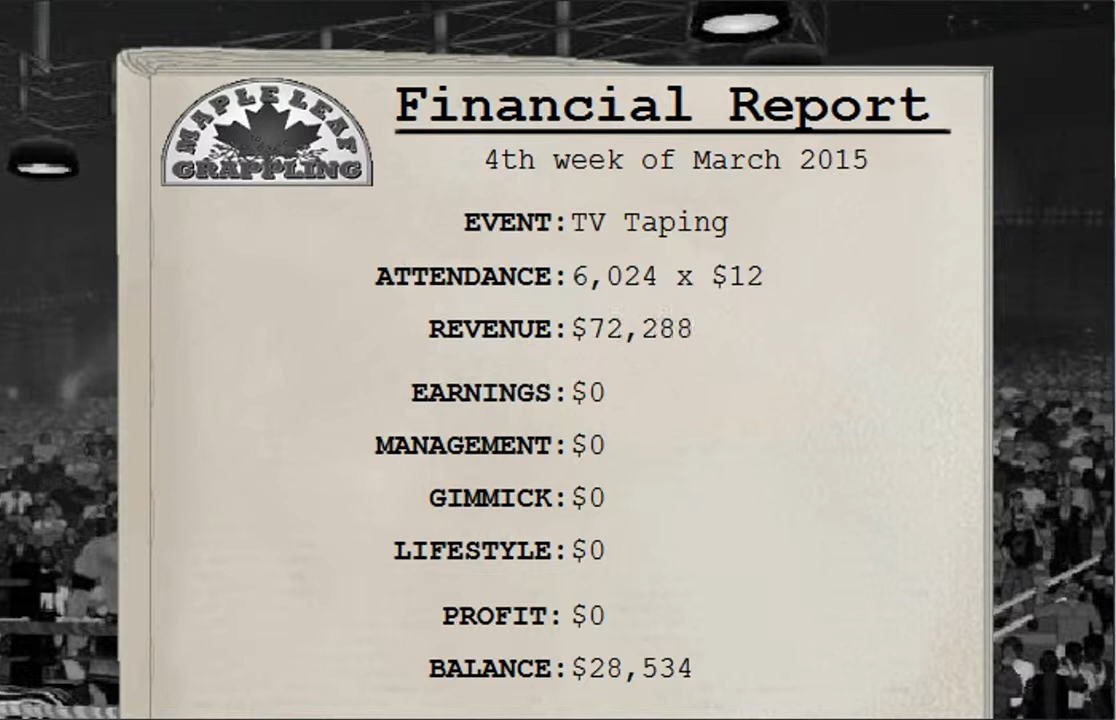 MAPLE LEAF
GRAPPLING
Financial Report
4th week of March 2015
EVENT: TV Taping
ATTENDANCE: 6,024 x $12
REVENUE: $72,288
EARNINGS: $0
MANAGEMENT: $0
GIMMICK: $0
LIFESTYLE: $0
PROFIT: $0
BALANCE: $28,534